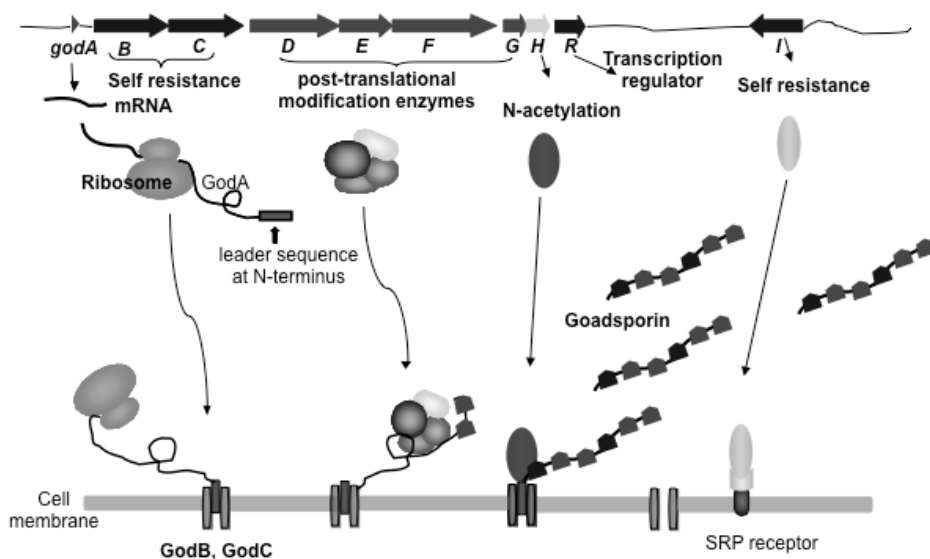 godA B C D E F G H R I
Self resistance
post-translational
modification enzymes
Transcription
regulator
Self resistance
mRNA
N-acetylation
Ribosome
GodA
leader sequence
at N-terminus
Goadsporin
Cell
membrane
GodB, GodC
SRP receptor